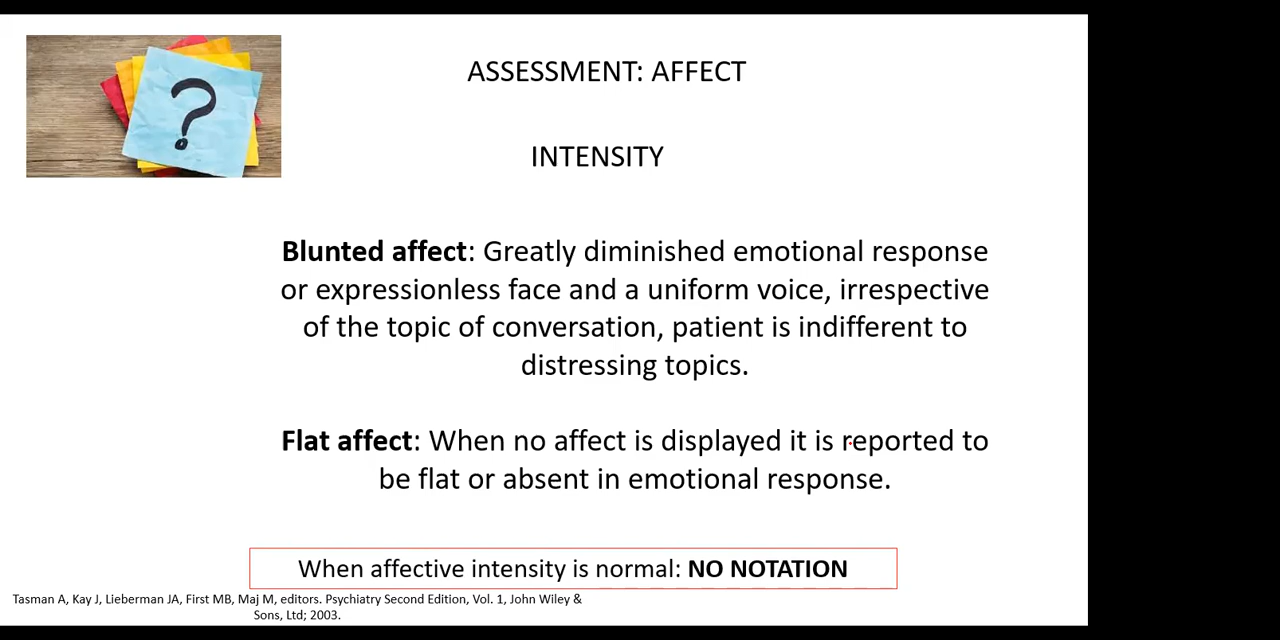 ?
ASSESSMENT: AFFECT
INTENSITY
Blunted affect: Greatly diminished emotional response
or expressionless face and a uniform voice, irrespective
of the topic of conversation, patient is indifferent to
distressing topics.
Flat affect: When no affect is displayed it is reported to
be flat or absent in emotional response.
When affective intensity is normal: NO NOTATION
Tasman A, Kay J, Lieberman JA, First MB, Maj M, editors. Psychiatry Second Edition, Vol. 1, John Wiley &
Sons, Ltd; 2003.